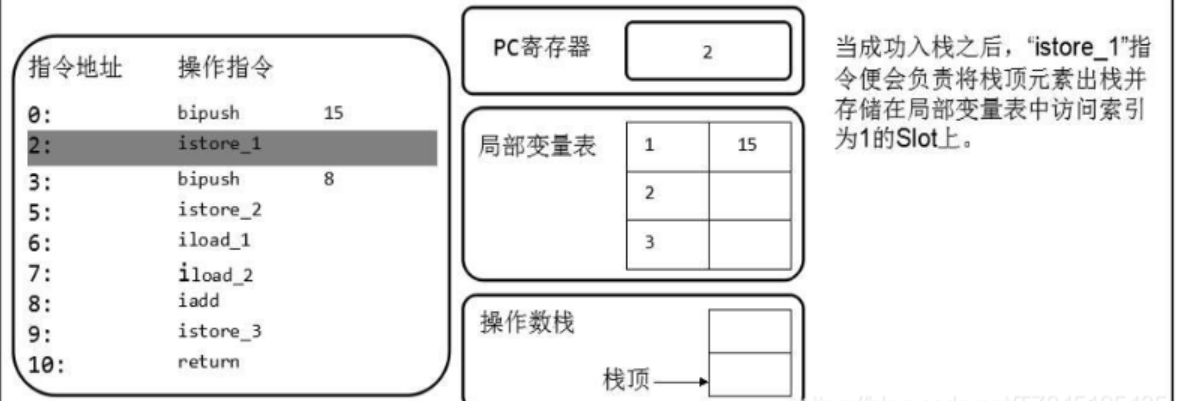 指令地址 操作指令
0: bipush 15
2: istore_1
3: bipush 8
5: istore_2
6: iload_1
7: iload_2
8: iadd
9: istore_3
10: return
PC寄存器 2
局部变量表 1 15
2
3
操作数栈
栈顶
当成功入栈之后，“istore_1”指
令便会负责将栈顶元素出栈并
存储在局部变量表中访问索引
为1的Slot上。